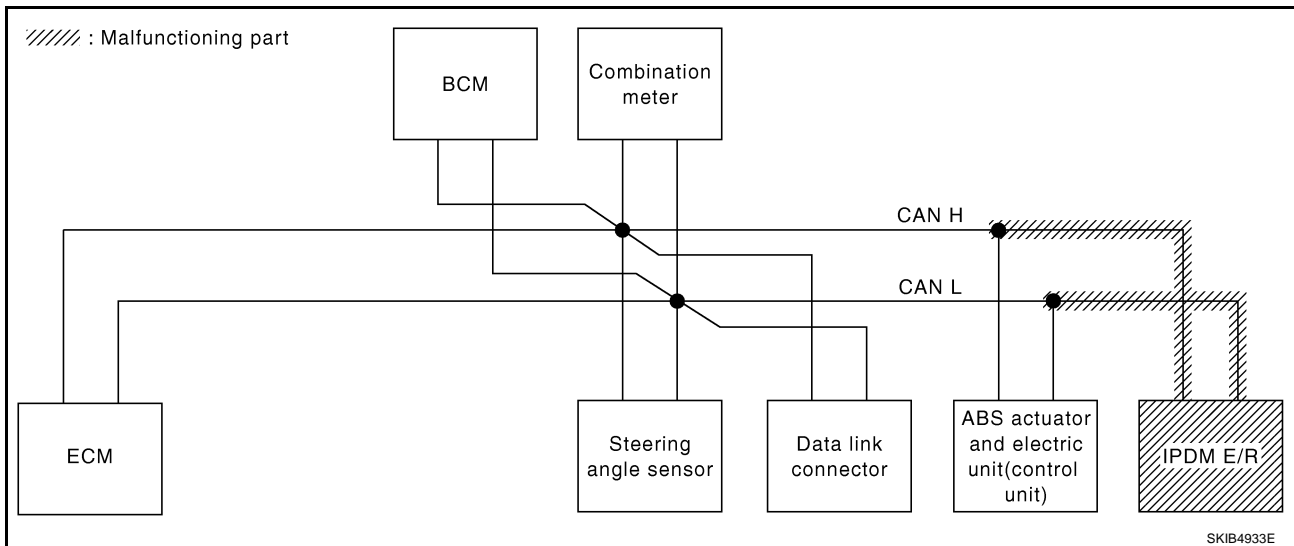 : Malfunctioning part
BCM
Combination
meter
CAN H
CAN L
ECM
Steering
angle sensor
Data link
connector
ABS actuator
and electric
unit(control
unit)
IPDM E/R
SKIB4933E